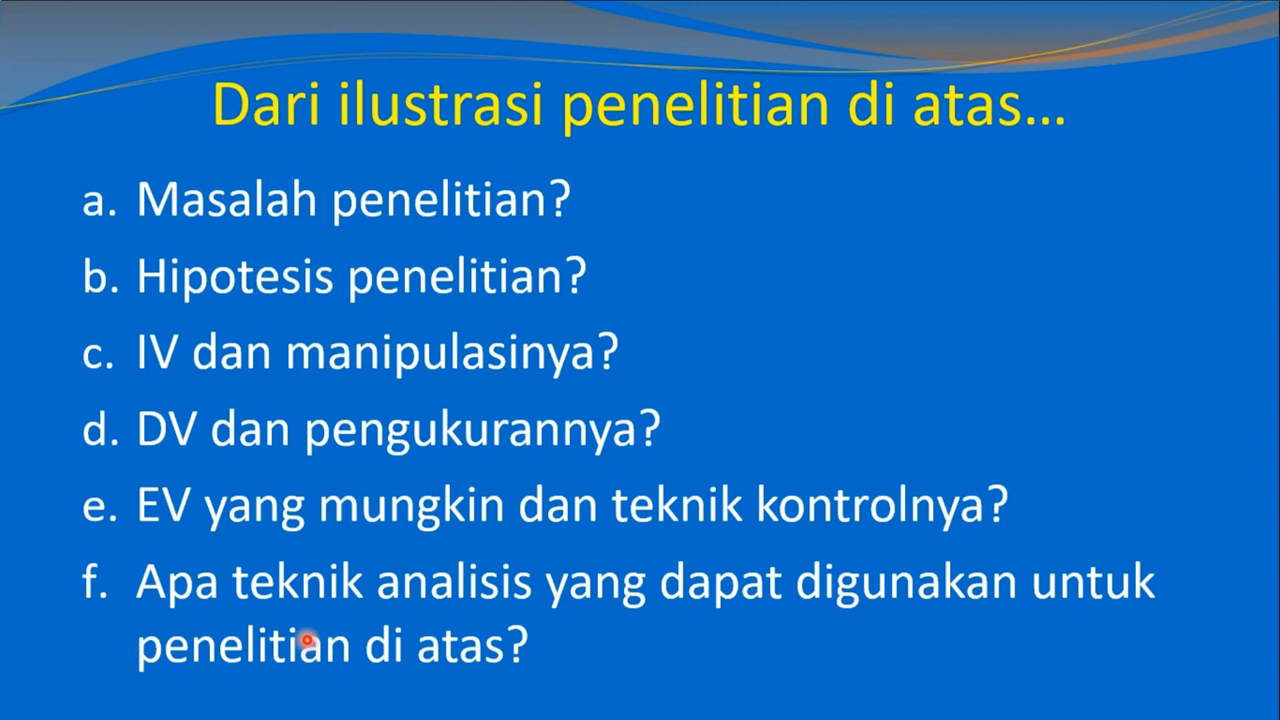 Dari ilustrasi penelitian di atas...
a. Masalah penelitian?
b. Hipotesis penelitian?
c. IV dan manipulasinya?
d. DV dan pengukurannya?
e. EV yang mungkin dan teknik kontrolnya?
f. Apa teknik analisis yang dapat digunakan untuk
penelitian di atas?